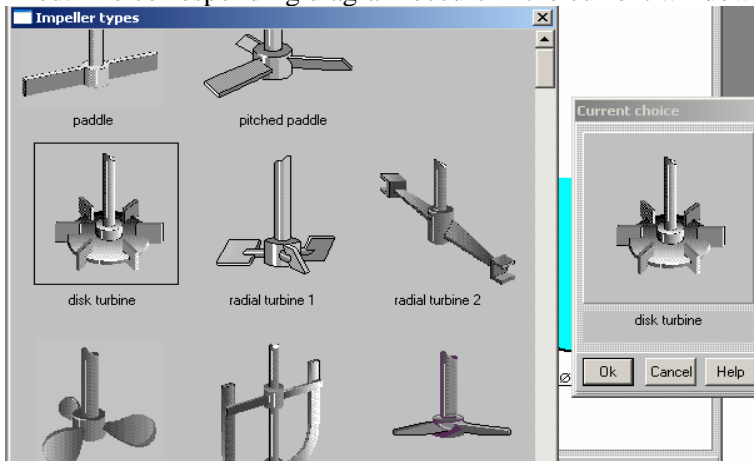 Impeller types
paddle
pitched paddle
disk turbine
radial turbine 1
radial turbine 2
Current choice
disk turbine
Ok
Cancel
Help
Ø